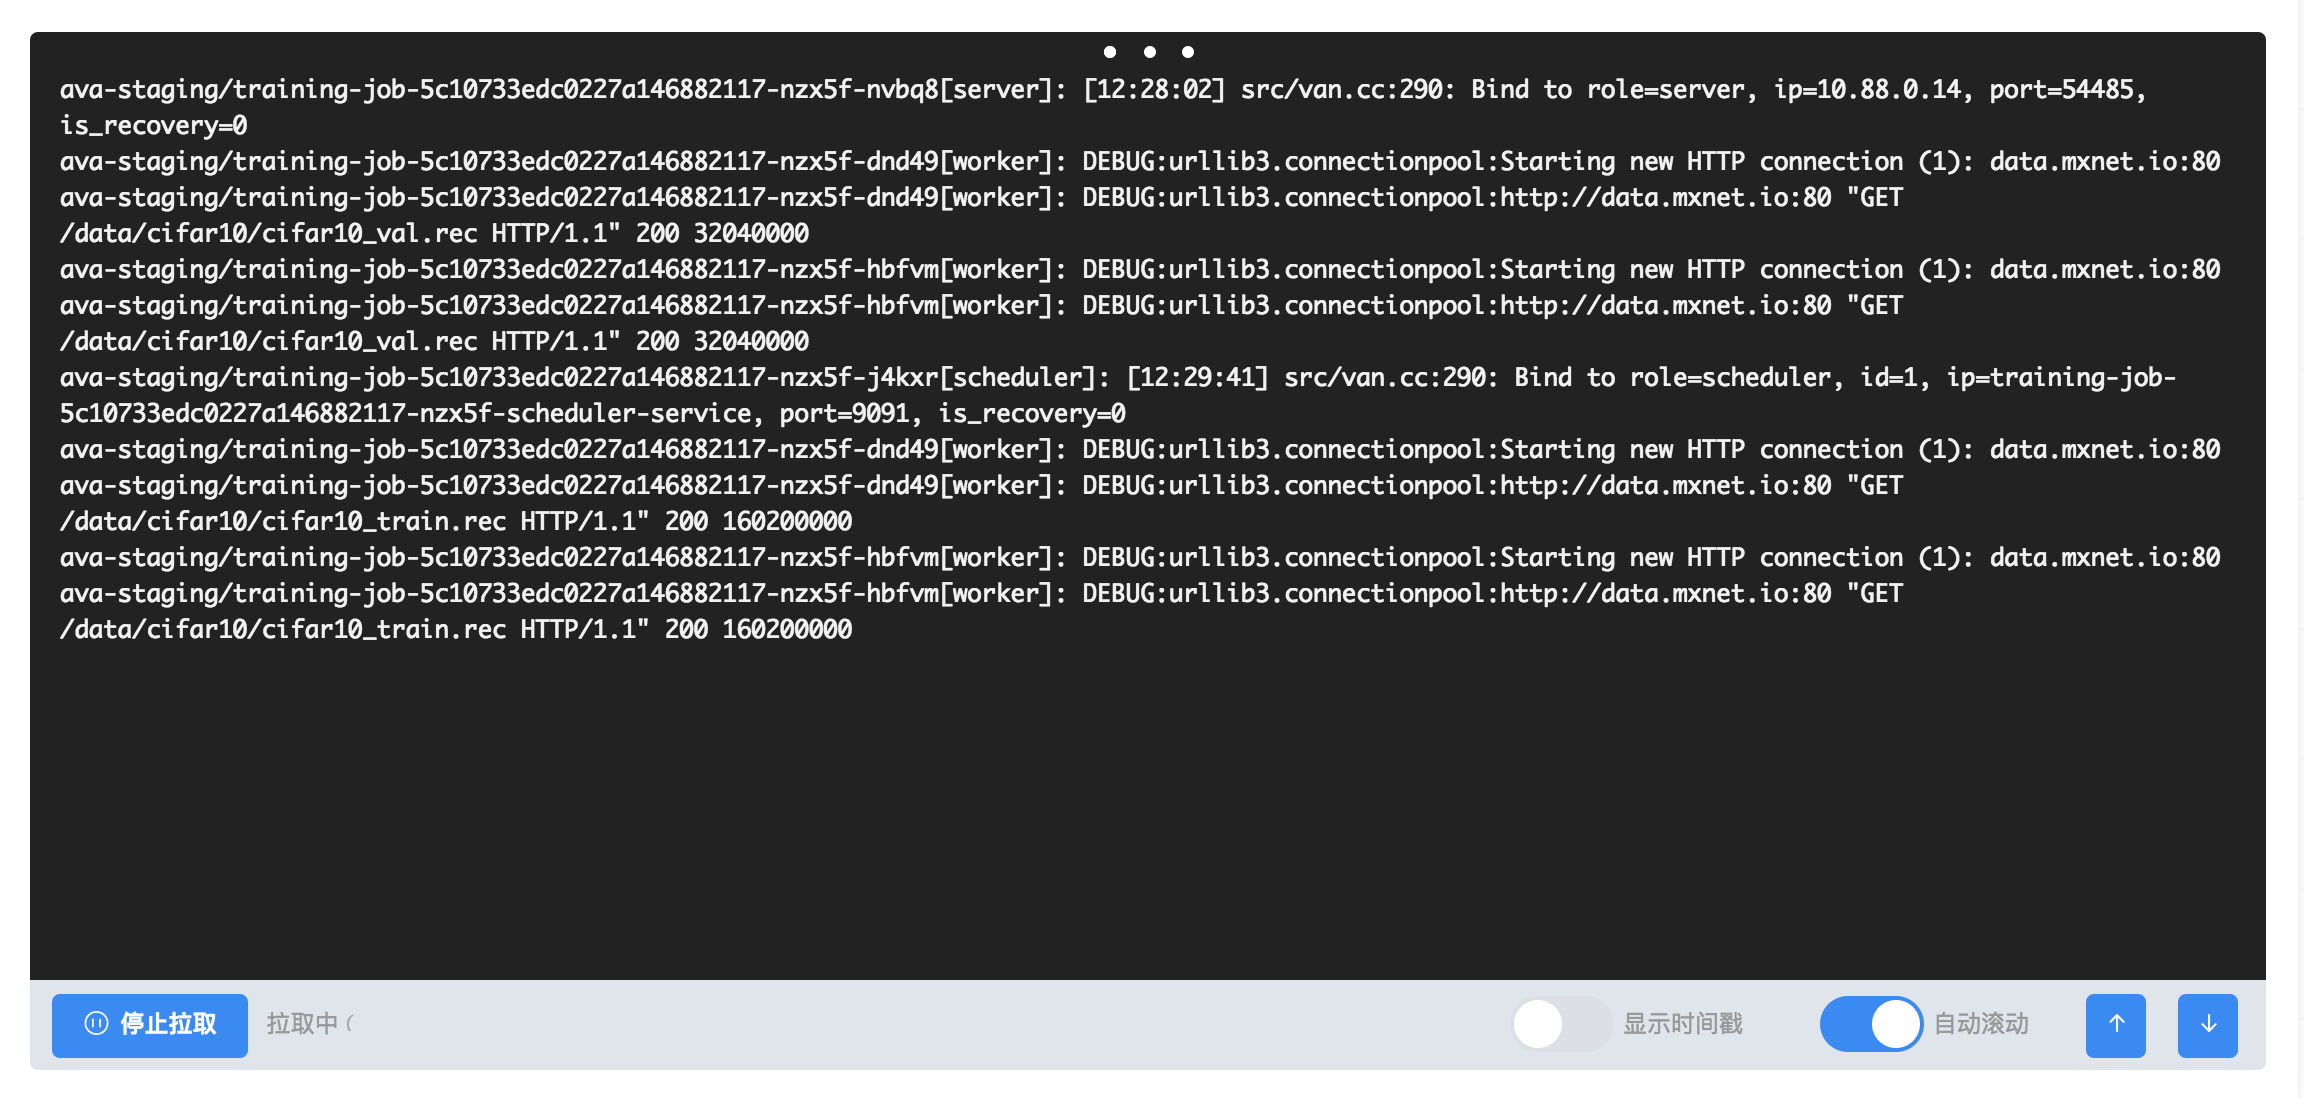 ava-staging/training-job-5c10733edc0227a146882117-nzx5f-nvbq8[server]: [12:28:02] src/van.cc:290: Bind to role=server, ip=10.88.0.14, port=54485,
is_recovery=0
ava-staging/training-job-5c10733edc0227a146882117-nzx5f-dnd49[worker]: DEBUG:urllib3.connectionpool:Starting new HTTP connection (1): data.mxnet.io:80
ava-staging/training-job-5c10733edc0227a146882117-nzx5f-dnd49[worker]: DEBUG:urllib3.connectionpool:http://data.mxnet.io:80 "GET
/data/cifar10/cifar10_val.rec HTTP/1.1" 200 32040000
ava-staging/training-job-5c10733edc0227a146882117-nzx5f-hbfvm[worker]: DEBUG:urllib3.connectionpool:Starting new HTTP connection (1): data.mxnet.io:80
ava-staging/training-job-5c10733edc0227a146882117-nzx5f-hbfvm[worker]: DEBUG:urllib3.connectionpool:http://data.mxnet.io:80 "GET
/data/cifar10/cifar10_val.rec HTTP/1.1" 200 32040000
ava-staging/training-job-5c10733edc0227a146882117-nzx5f-j4kxr[scheduler]: [12:29:41] src/van.cc:290: Bind to role=scheduler, id=1, ip=training-job-
5c10733edc0227a146882117-nzx5f-scheduler-service, port=9091, is_recovery=0
ava-staging/training-job-5c10733edc0227a146882117-nzx5f-dnd49[worker]: DEBUG:urllib3.connectionpool:Starting new HTTP connection (1): data.mxnet.io:80
ava-staging/training-job-5c10733edc0227a146882117-nzx5f-dnd49[worker]: DEBUG:urllib3.connectionpool:http://data.mxnet.io:80 "GET
/data/cifar10/cifar10_train.rec HTTP/1.1" 200 160200000
ava-staging/training-job-5c10733edc0227a146882117-nzx5f-hbfvm[worker]: DEBUG:urllib3.connectionpool:Starting new HTTP connection (1): data.mxnet.io:80
ava-staging/training-job-5c10733edc0227a146882117-nzx5f-hbfvm[worker]: DEBUG:urllib3.connectionpool:http://data.mxnet.io:80 "GET
/data/cifar10/cifar10_train.rec HTTP/1.1" 200 160200000
停止拉取 拉取中 ( 显示时间戳 自动滚动 ↑ ↓